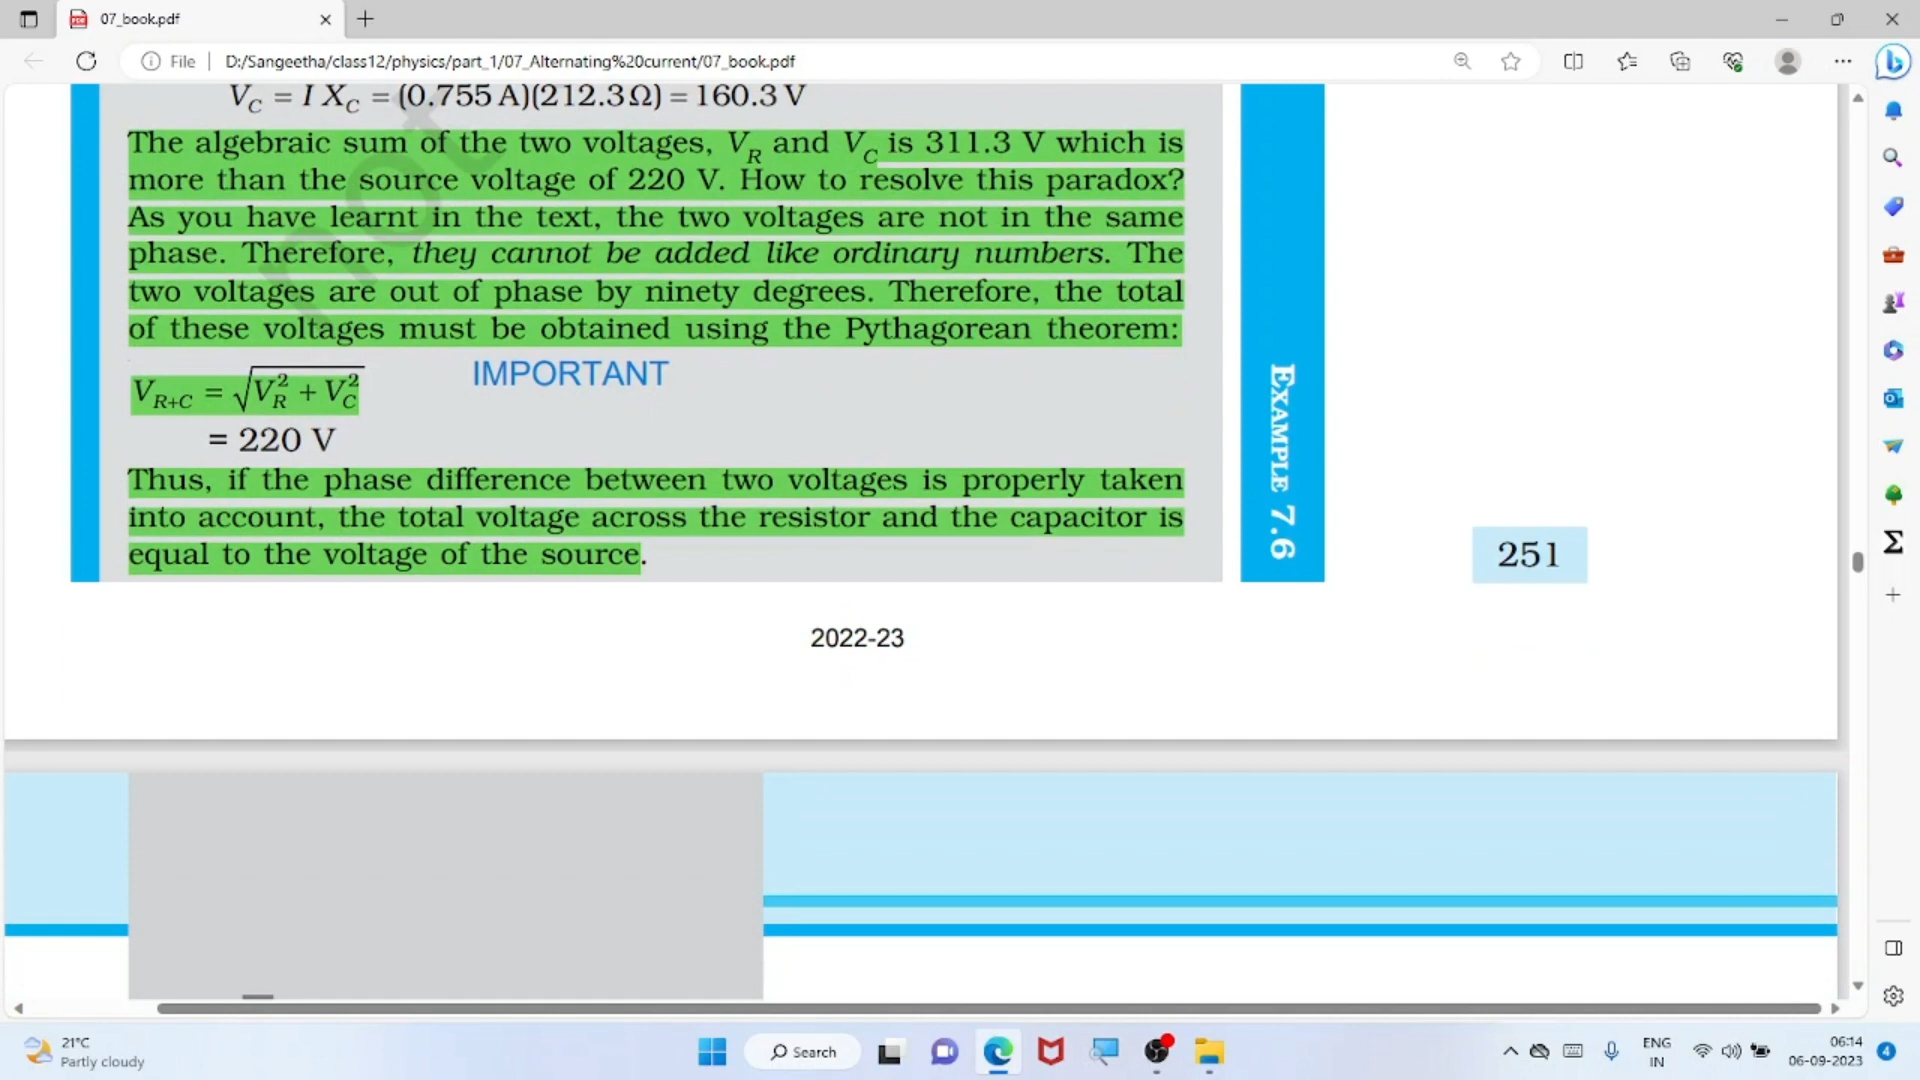 07_book.pdf
File
D:/Sangeetha/class12/physics/part_1/07_Alternating%20current/07_book.pdf
V_C = I X_C = (0.755 A)(212.3Ω) = 160.3 V
The algebraic sum of the two voltages, V_R and V_C is 311.3 V which is
more than the source voltage of 220 V. How to resolve this paradox?
As you have learnt in the text, the two voltages are not in the same
phase. Therefore, they cannot be added like ordinary numbers. The
two voltages are out of phase by ninety degrees. Therefore, the total
of these voltages must be obtained using the Pythagorean theorem:
V_{R+C} = √(V_R^2 + V_C^2)
IMPORTANT
= 220 V
Thus, if the phase difference between two voltages is properly taken
into account, the total voltage across the resistor and the capacitor is
equal to the voltage of the source.
EXAMPLE 7.6
251
2022-23
not
21°C
Partly cloudy
Search
ENG
IN
06:14
06-09-2023
4